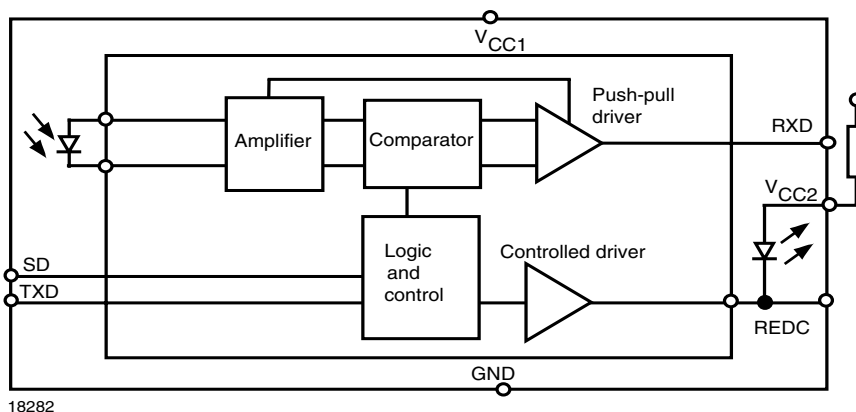 VCC1
Push-pull
driver
RXD
Amplifier
Comparator
VCC2
Logic
and
control
Controlled driver
SD
TXD
REDC
GND
18282